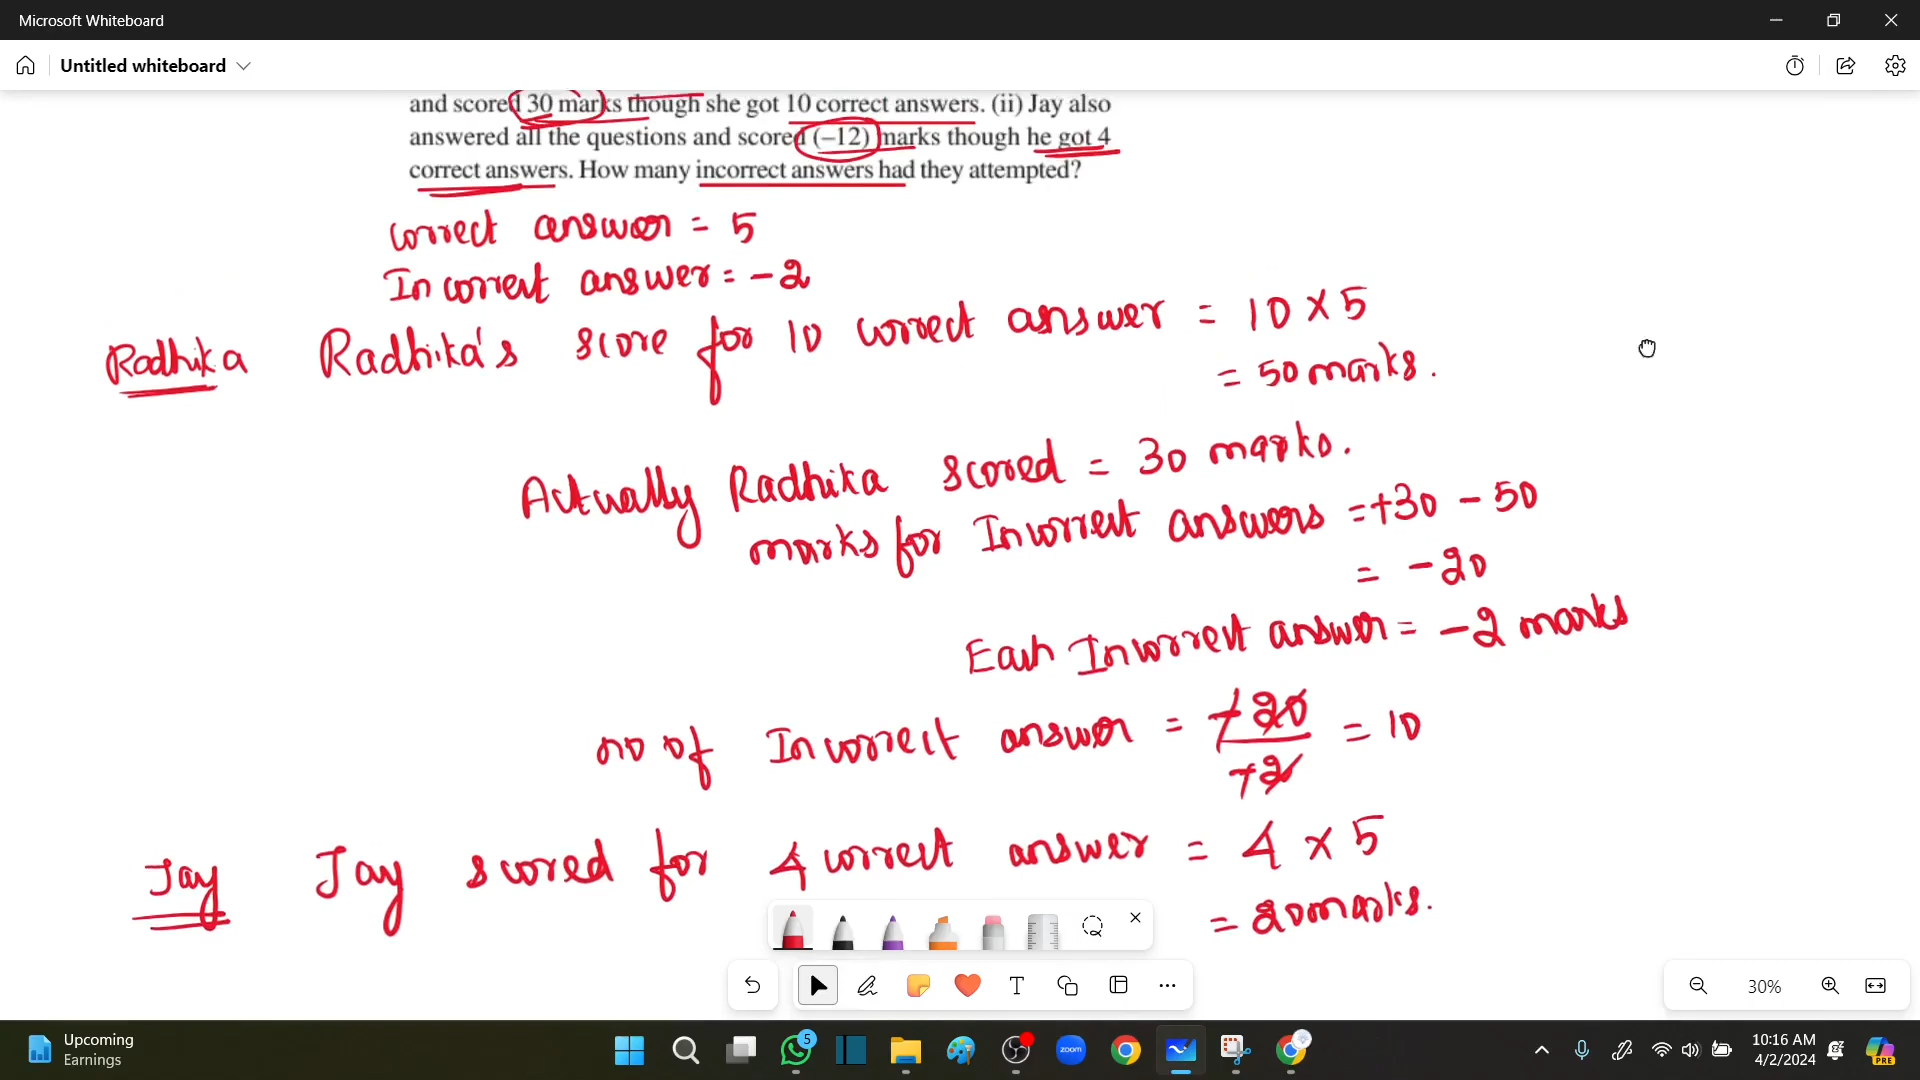 Microsoft Whiteboard
Untitled whiteboard
and scored 30 marks though she got 10 correct answers. (ii) Jay also
answered all the questions and scored (–12) marks though he got 4
correct answers. How many incorrect answers had they attempted?
correct answer = 5
Incorrect answer = -2
Radhika Radhika's score for 10 correct answer = 10 × 5
= 50 marks.
Actually Radhika scored = 30 marks.
marks for Incorrect answers = +30 - 50
= -20
Each Incorrect answer = -2 marks
no of Incorrect answer = -20/-2 = 10
Jay Jay scored for 4 correct answer = 4 × 5
= 20 marks.
30%
Upcoming
Earnings
5
zoom
10:16 AM
4/2/2024
PRE